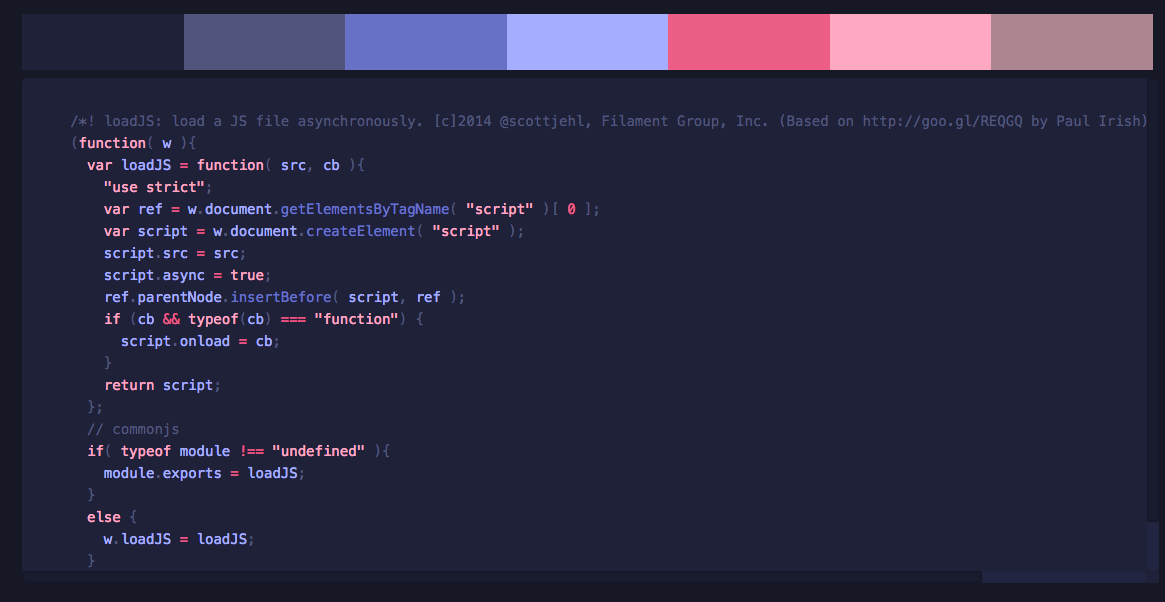 /*! loadJS: load a JS file asynchronously. [c]2014 @scottjehl, Filament Group, Inc. (Based on http://goo.gl/REQGQ by Paul Irish)
(function( w ){
  var loadJS = function( src, cb ){
    "use strict";
    var ref = w.document.getElementsByTagName( "script" )[ 0 ];
    var script = w.document.createElement( "script" );
    script.src = src;
    script.async = true;
    ref.parentNode.insertBefore( script, ref );
    if (cb && typeof(cb) === "function") {
      script.onload = cb;
    }
    return script;
  };
  // commonjs
  if( typeof module !== "undefined" ){
    module.exports = loadJS;
  }
  else {
    w.loadJS = loadJS;
  }